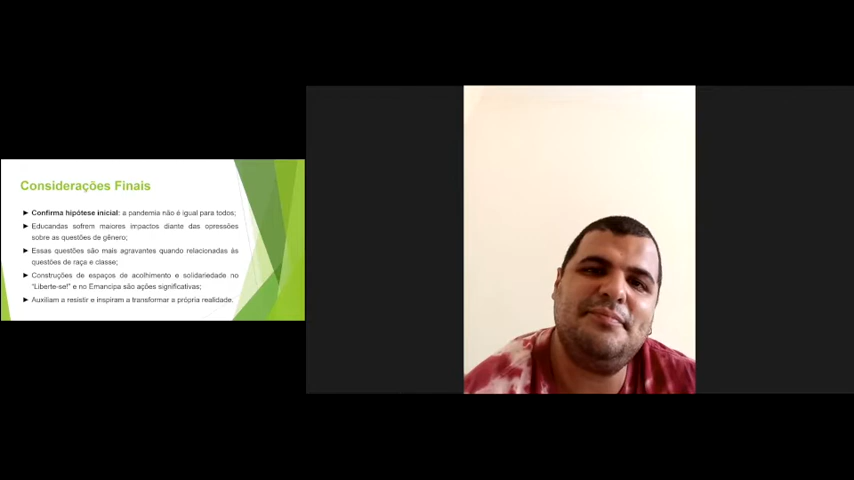 Considerações Finais
► Confirma hipótese inicial: a pandemia não é igual para todos;
► Educandas sofrem maiores impactos diante das opressões
sobre as questões de gênero;
► Essas questões são mais agravantes quando relacionadas às
questões de raça e classe;
► Construções de espaços de acolhimento e solidariedade no
"Liberte-se!" e no Emancipa são ações significativas;
► Auxiliam a resistir e inspiram a transformar a própria realidade.